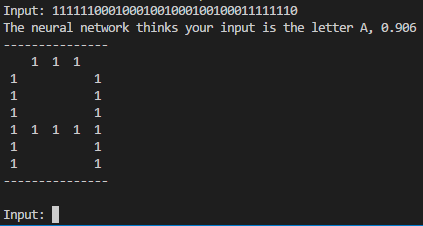 Input: 11111100010001001000100100011111110
The neural network thinks your input is the letter A, 0.906
---------------
1 1 1
1 1
1 1
1 1
1 1 1 1 1
1 1
1 1
---------------
Input: